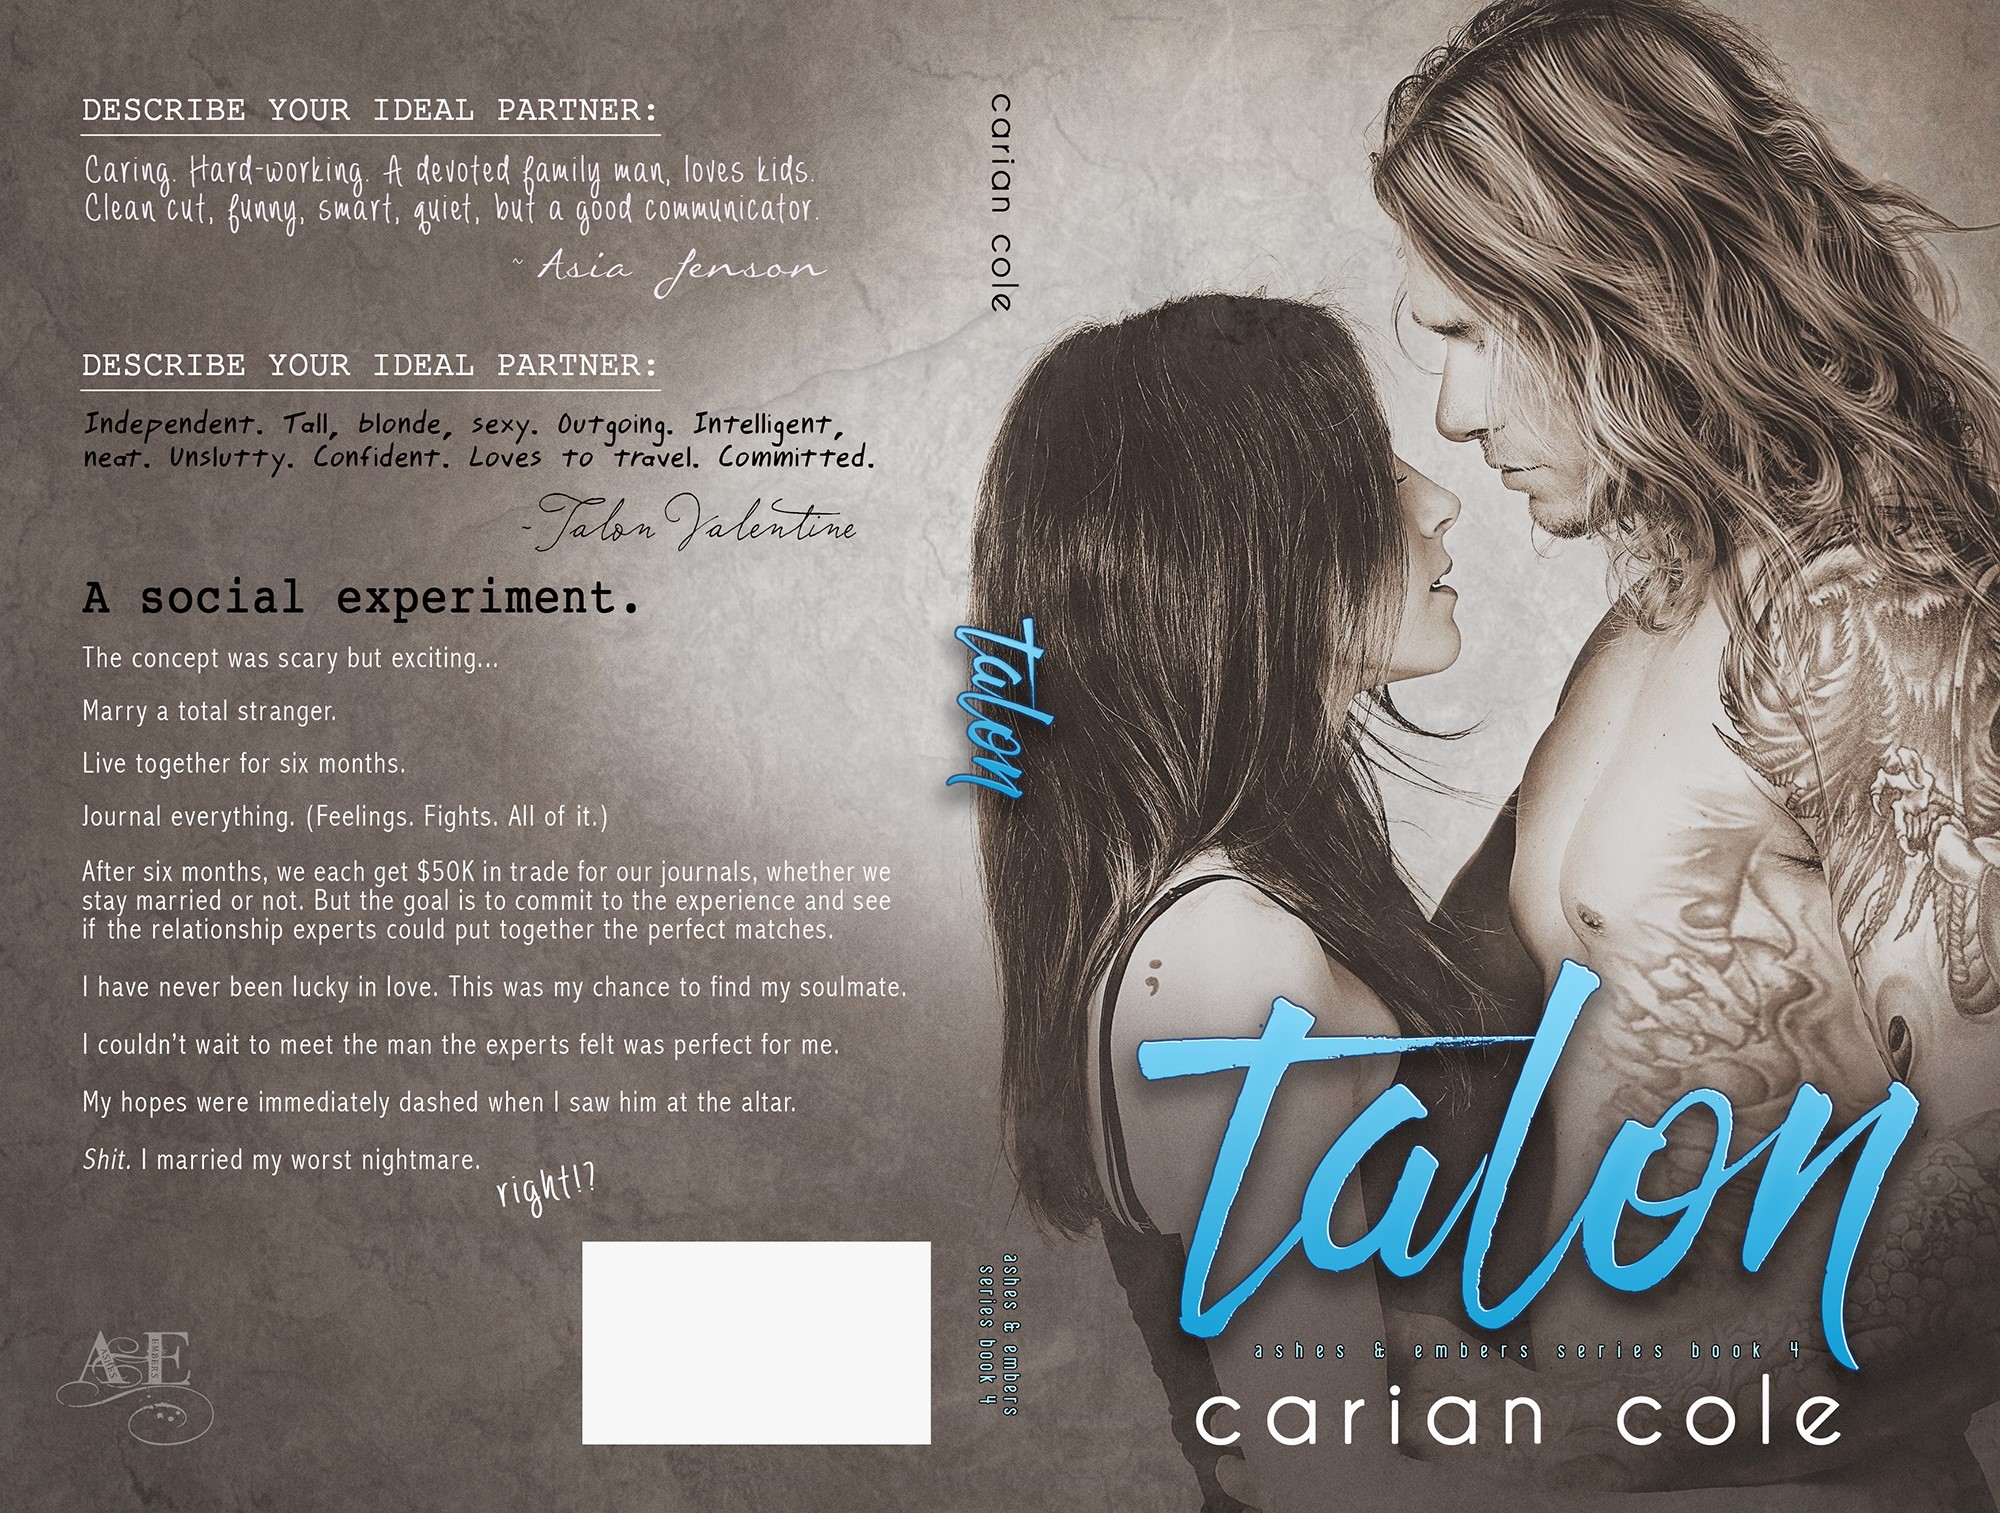 DESCRIBE YOUR IDEAL PARTNER:
Caring. Hard-working. A devoted family man, loves kids.
Clean cut, funny, smart, quiet, but a good communicator.
~ Asia Jenson
DESCRIBE YOUR IDEAL PARTNER:
Independent. Tall, blonde, sexy. Outgoing. Intelligent,
neat. Unslutty. Confident. Loves to travel. Committed.
-Talon Valentine
A social experiment.
The concept was scary but exciting...
Marry a total stranger.
Live together for six months.
Journal everything. (Feelings. Fights. All of it.)
After six months, we each get $50K in trade for our journals, whether we
stay married or not. But the goal is to commit to the experience and see
if the relationship experts could put together the perfect matches.
I have never been lucky in love. This was my chance to find my soulmate.
I couldn't wait to meet the man the experts felt was perfect for me.
My hopes were immediately dashed when I saw him at the altar.
Shit. I married my worst nightmare.
right!?
A&E
ASHES
EMBERS
carian cole
talon
ashes & embers
series book 4
;
talon
ashes & embers series book 4
carian cole